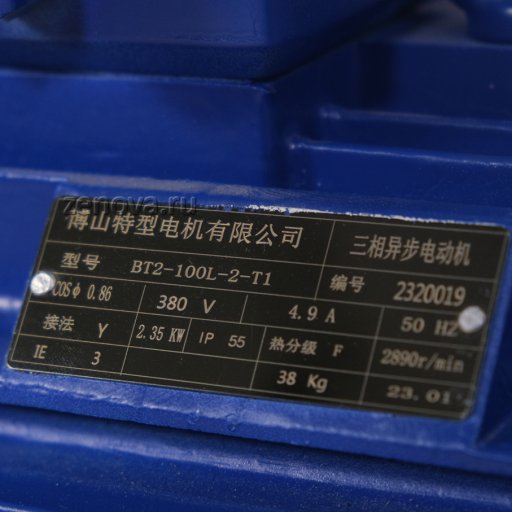 zenova.ru
博山特型电机有限公司 三相异步电动机
型号 BT2-100L-2-T1 编号 2320019
COSφ 0.86 380 V 4.9 A 50 HZ
接法 Y 2.35 KW IP 55 热分级 F 2890r/min
IE 3 38 Kg 23.01